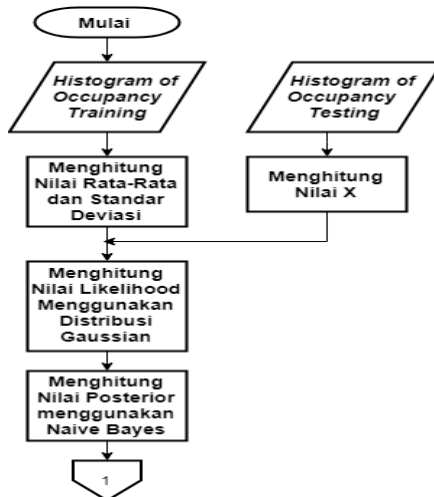 Mulai
Histogram of
Occupancy
Training
Histogram of
Occupancy
Testing
Menghitung
Nilai Rata-Rata
dan Standar
Deviasi
Menghitung
Nilai X
Menghitung
Nilai Likelihood
Menggunakan
Distribusi
Gaussian
Menghitung
Nilai Posterior
menggunakan
Naive Bayes
1